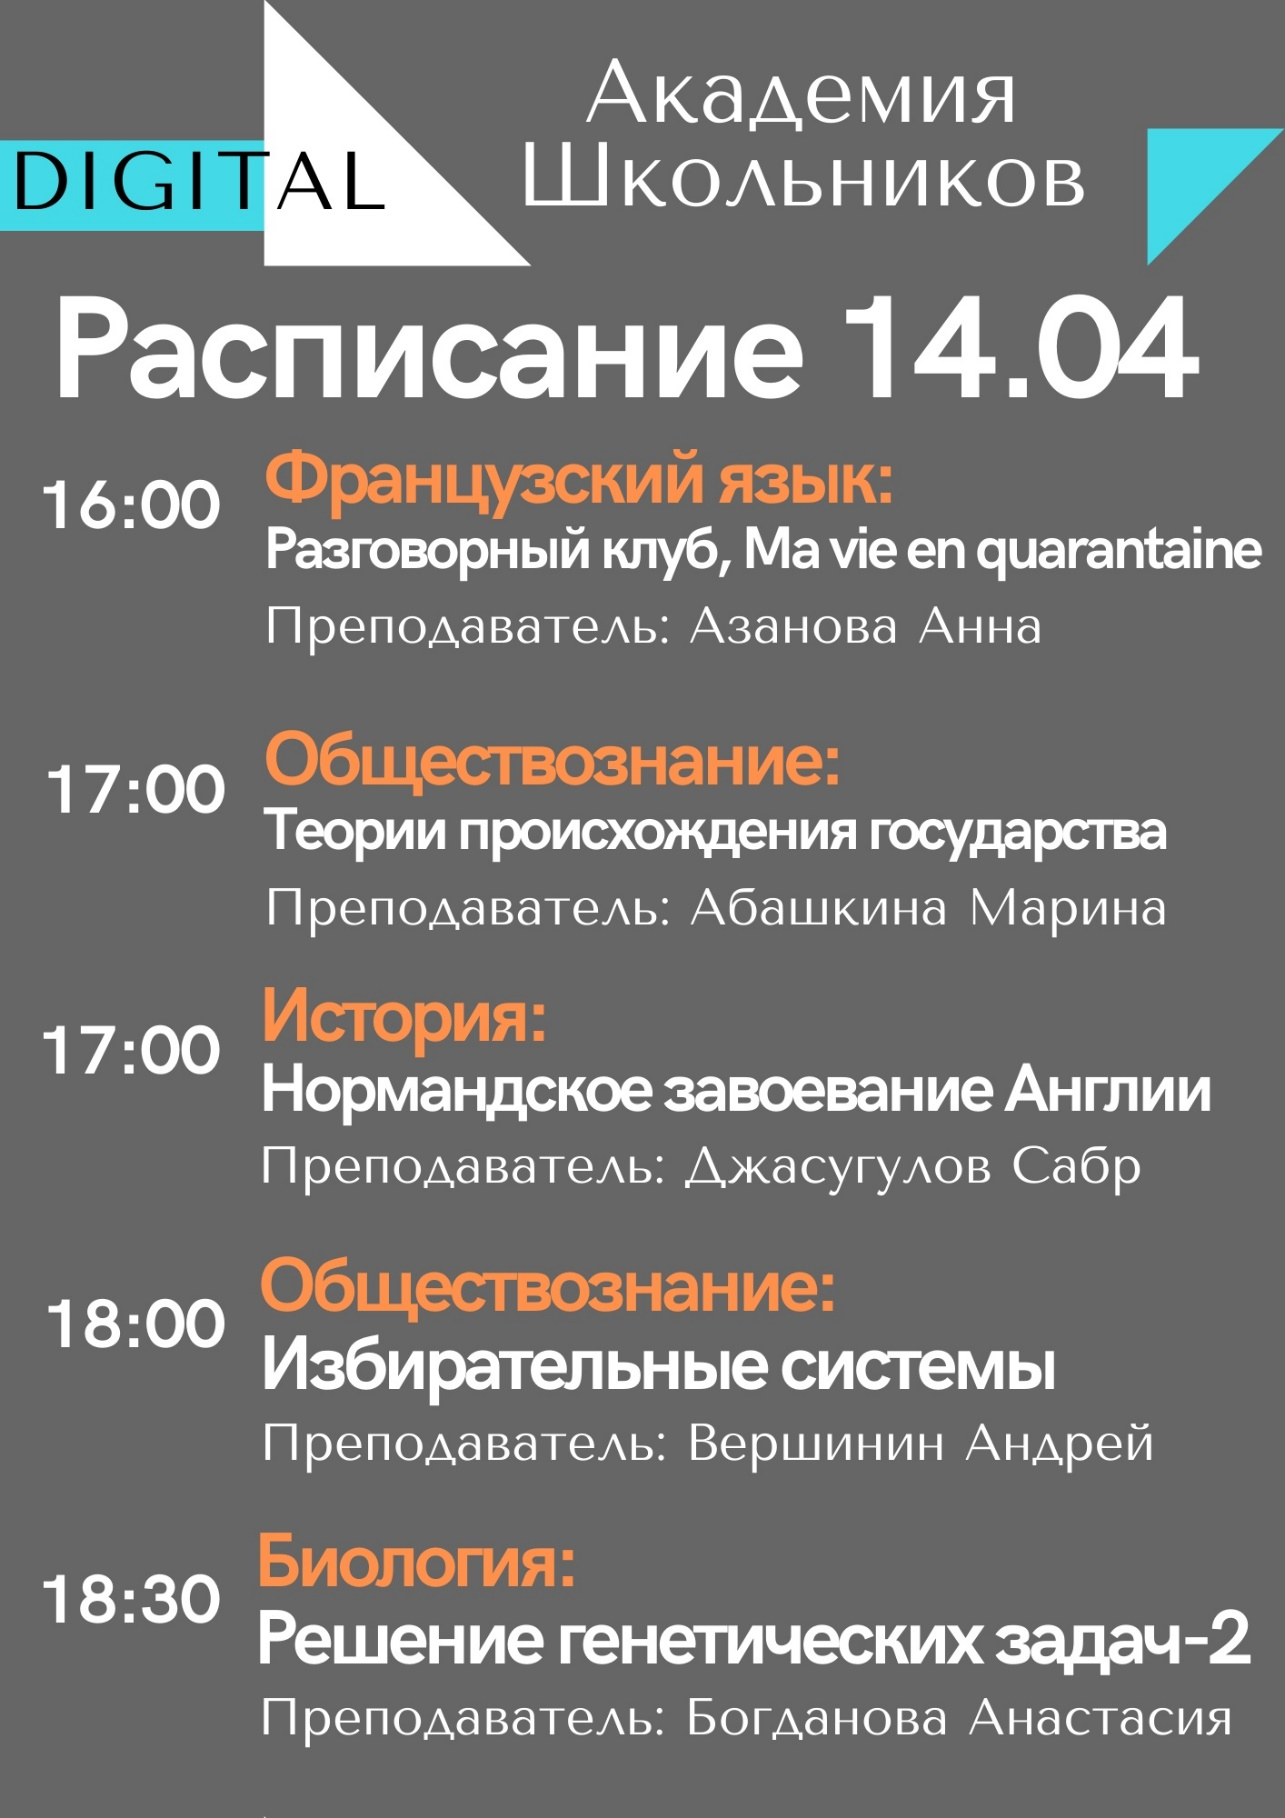 DIGITAL
Академия
Школьников
Расписание 14.04
16:00
Французский язык:
Разговорный клуб, Ma vie en quarantaine
Преподаватель: Азанова Анна
17:00
Обществознание:
Теории происхождения государства
Преподаватель: Абашкина Марина
17:00
История:
Нормандское завоевание Англии
Преподаватель: Джасугулов Сабр
18:00
Обществознание:
Избирательные системы
Преподаватель: Вершинин Андрей
18:30
Биология:
Решение генетических задач-2
Преподаватель: Богданова Анастасия